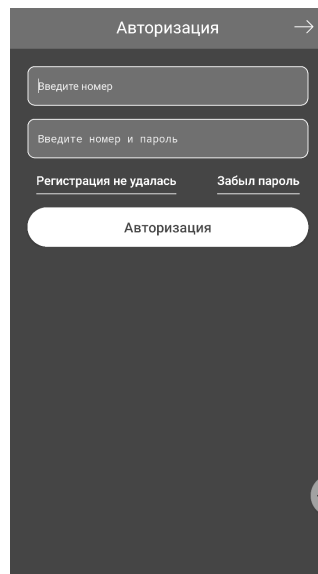 Авторизация
Введите номер
Введите номер и пароль
Регистрация не удалась
Забыл пароль
Авторизация